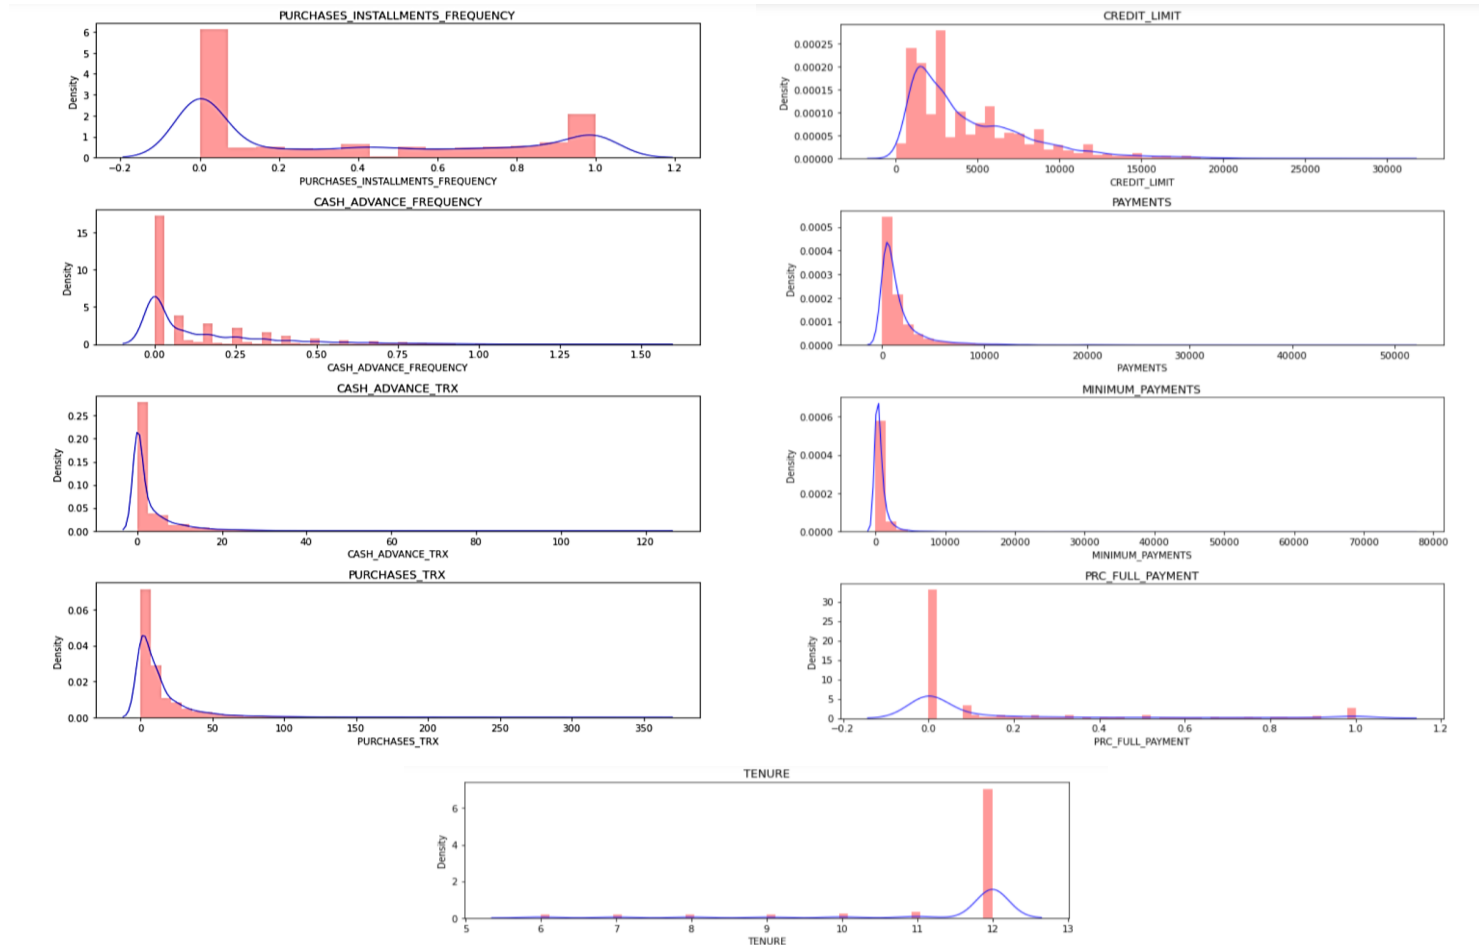 PURCHASES_INSTALLMENTS_FREQUENCY
Density
6
5
4
3
2
1
0
−0.2 0.0 0.2 0.4 0.6 0.8 1.0 1.2
PURCHASES_INSTALLMENTS_FREQUENCY
CREDIT_LIMIT
Density
0.00025
0.00020
0.00015
0.00010
0.00005
0.00000
0 5000 10000 15000 20000 25000 30000
CREDIT_LIMIT
CASH_ADVANCE_FREQUENCY
Density
15
10
5
0
0.00 0.25 0.50 0.75 1.00 1.25 1.50
CASH_ADVANCE_FREQUENCY
PAYMENTS
Density
0.0005
0.0004
0.0003
0.0002
0.0001
0.0000
0 10000 20000 30000 40000 50000
PAYMENTS
CASH_ADVANCE_TRX
Density
0.25
0.20
0.15
0.10
0.05
0.00
0 20 40 60 80 100 120
CASH_ADVANCE_TRX
MINIMUM_PAYMENTS
Density
0.0006
0.0004
0.0002
0.0000
0 10000 20000 30000 40000 50000 60000 70000 80000
MINIMUM_PAYMENTS
PURCHASES_TRX
Density
0.06
0.04
0.02
0.00
0 50 100 150 200 250 300 350
PURCHASES_TRX
PRC_FULL_PAYMENT
Density
30
25
20
15
10
5
0
−0.2 0.0 0.2 0.4 0.6 0.8 1.0 1.2
PRC_FULL_PAYMENT
TENURE
Density
6
4
2
0
5 6 7 8 9 10 11 12 13
TENURE